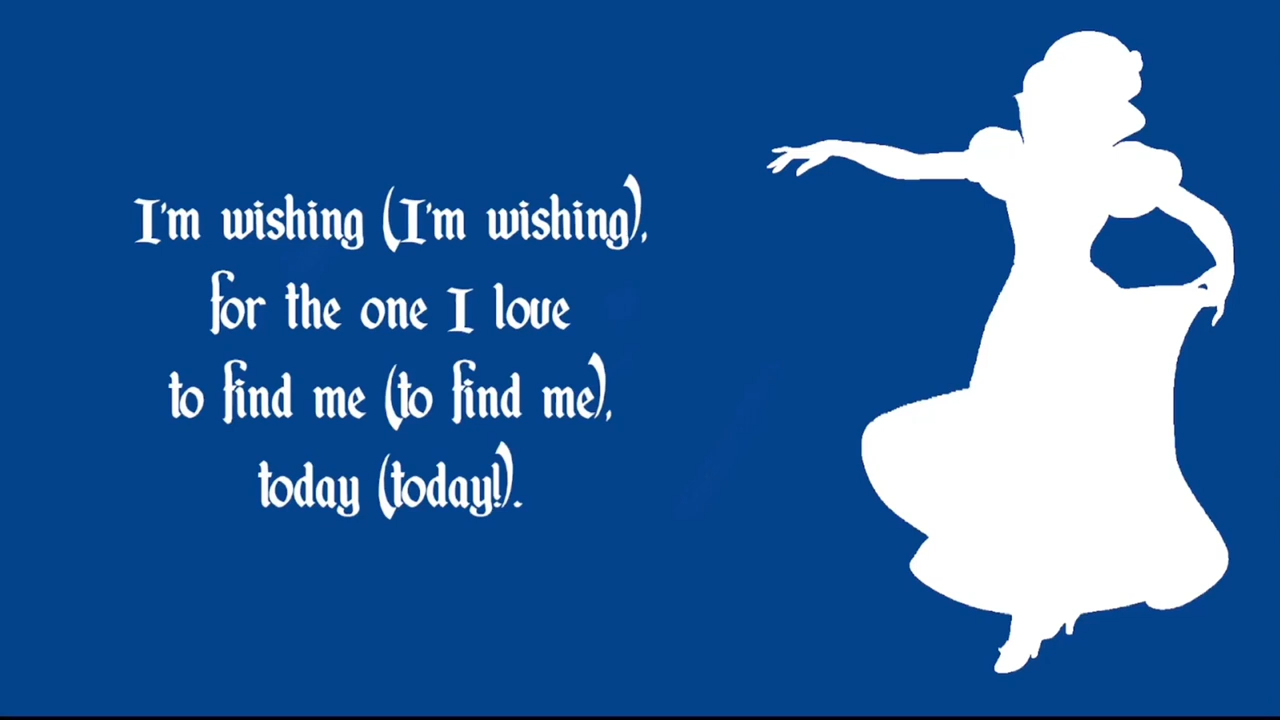 I'm wishing (I'm wishing),
for the one I love
to find me (to find me),
today (today!).